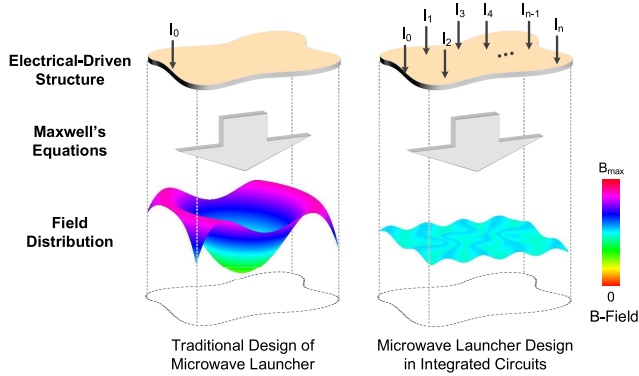 I0
I0
I1
I2
I3
I4
In-1
In
Electrical-Driven
Structure
Maxwell's
Equations
Field
Distribution
Bmax
0
B-Field
Traditional Design of
Microwave Launcher
Microwave Launcher Design
in Integrated Circuits